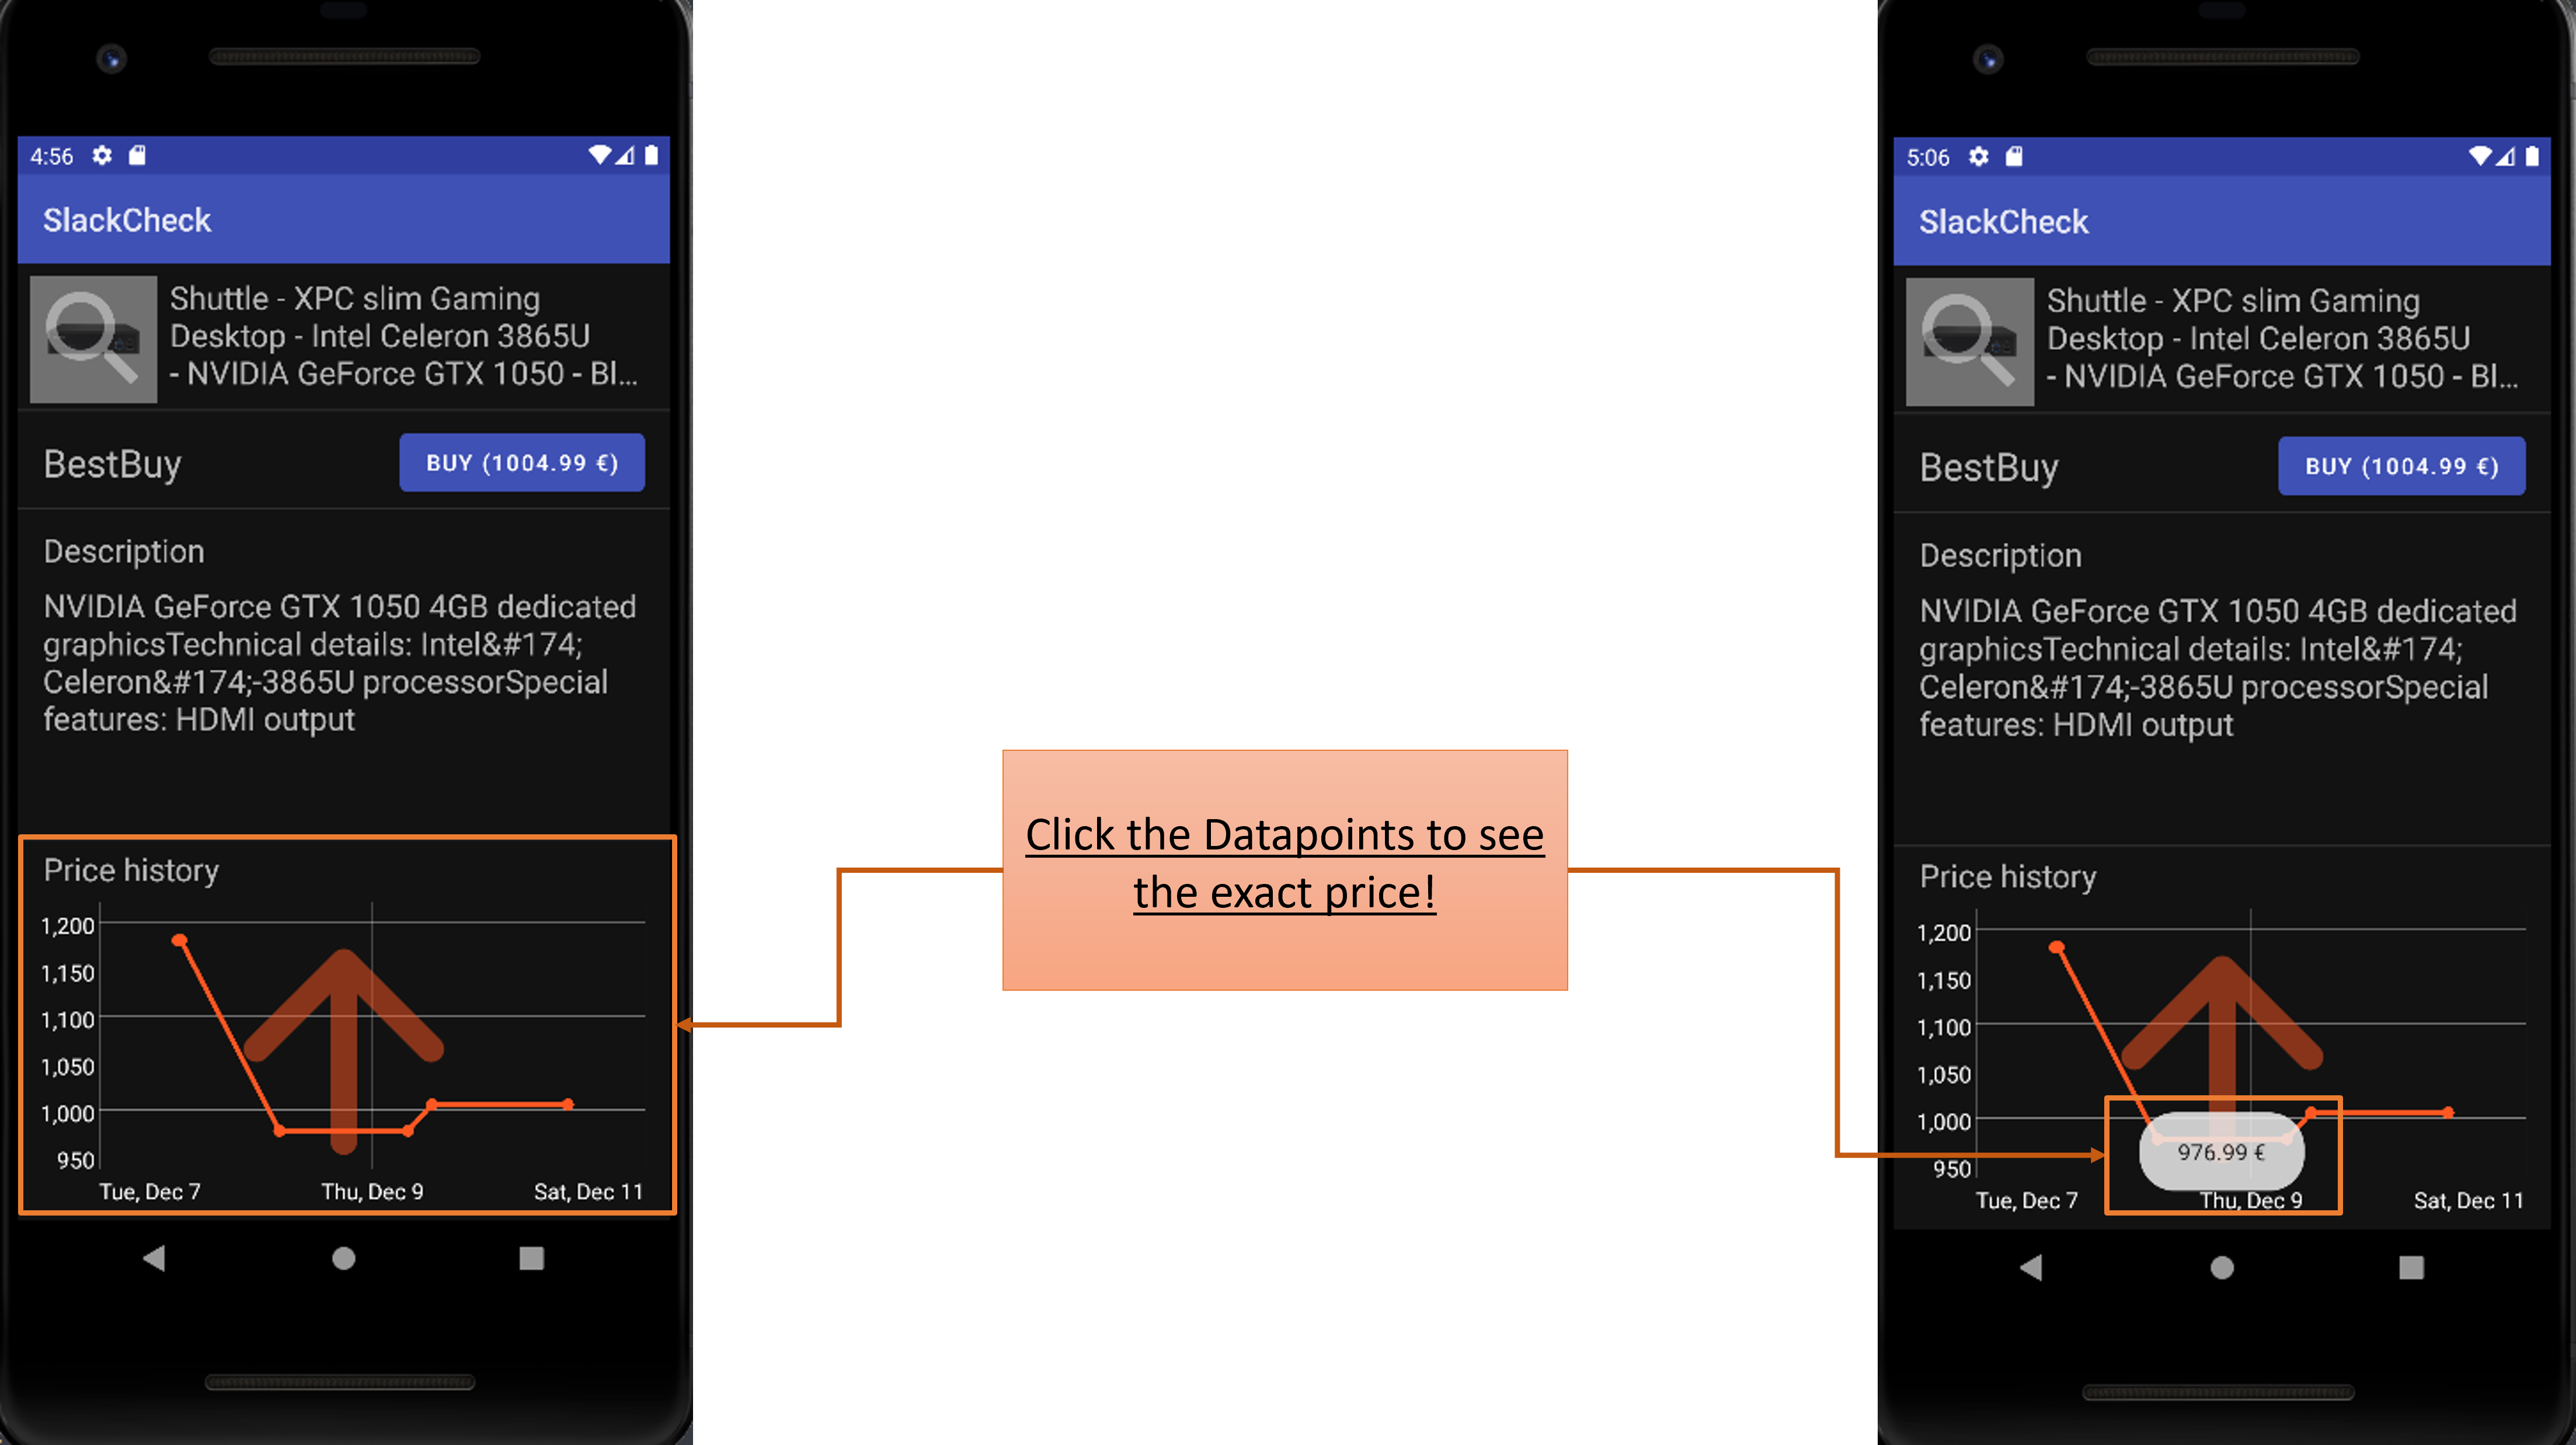 4:56
SlackCheck
Shuttle - XPC slim Gaming
Desktop - Intel Celeron 3865U
- NVIDIA GeForce GTX 1050 - Bl...
BestBuy
BUY (1004.99 €)
Description
NVIDIA GeForce GTX 1050 4GB dedicated
graphicsTechnical details: Intel&#174;
Celeron&#174;-3865U processorSpecial
features: HDMI output
Price history
1,200
1,150
1,100
1,050
1,000
950
Tue, Dec 7 Thu, Dec 9 Sat, Dec 11
Click the Datapoints to see
the exact price!
5:06
SlackCheck
Shuttle - XPC slim Gaming
Desktop - Intel Celeron 3865U
- NVIDIA GeForce GTX 1050 - Bl...
BestBuy
BUY (1004.99 €)
Description
NVIDIA GeForce GTX 1050 4GB dedicated
graphicsTechnical details: Intel&#174;
Celeron&#174;-3865U processorSpecial
features: HDMI output
Price history
1,200
1,150
1,100
1,050
1,000
976.99 €
950
Tue, Dec 7 Thu, Dec 9 Sat, Dec 11